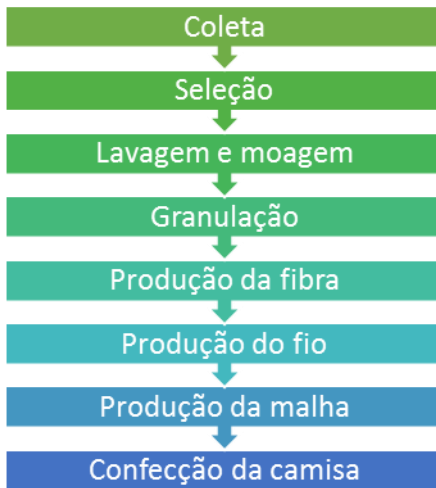 Coleta
Seleção
Lavagem e moagem
Granulação
Produção da fibra
Produção do fio
Produção da malha
Confecção da camisa